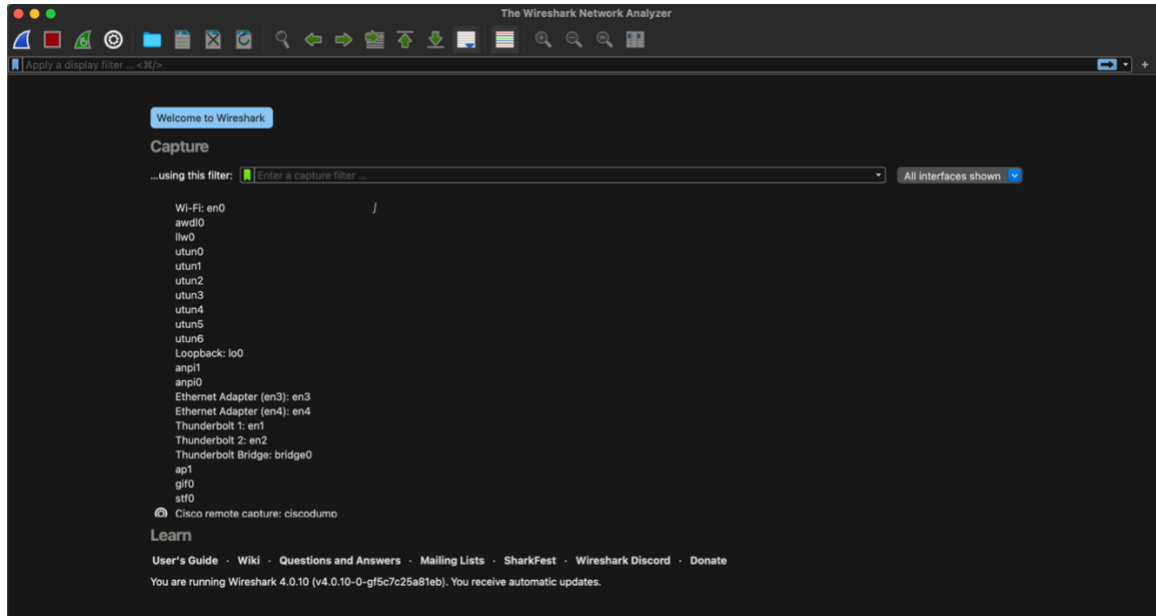 The Wireshark Network Analyzer
Apply a display filter ... <⌘/>
+
Welcome to Wireshark
Capture
...using this filter: Enter a capture filter ... All interfaces shown
Wi-Fi: en0
awdl0
llw0
utun0
utun1
utun2
utun3
utun4
utun5
utun6
Loopback: lo0
anpi1
anpi0
Ethernet Adapter (en3): en3
Ethernet Adapter (en4): en4
Thunderbolt 1: en1
Thunderbolt 2: en2
Thunderbolt Bridge: bridge0
ap1
gif0
stf0
Cisco remote capture: ciscodump
Learn
User's Guide · Wiki · Questions and Answers · Mailing Lists · SharkFest · Wireshark Discord · Donate
You are running Wireshark 4.0.10 (v4.0.10-0-gf5c7c25a81eb). You receive automatic updates.